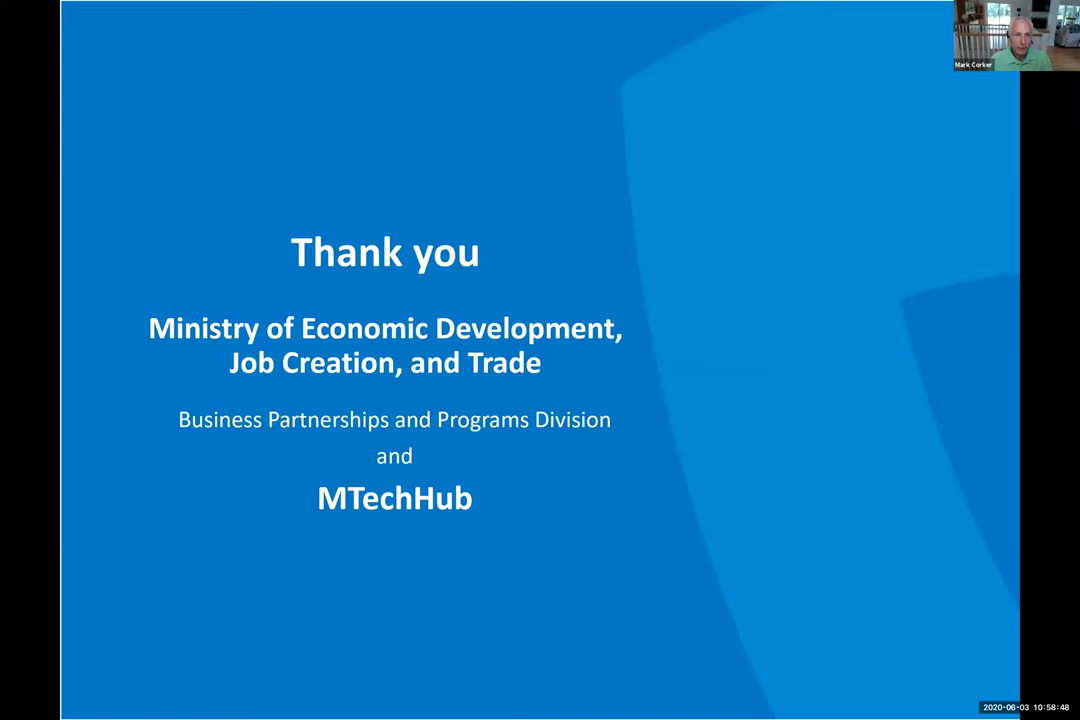 Mark Corker
Thank you
Ministry of Economic Development,
Job Creation, and Trade
Business Partnerships and Programs Division
and
MTechHub
2020-06-03 10:58:48